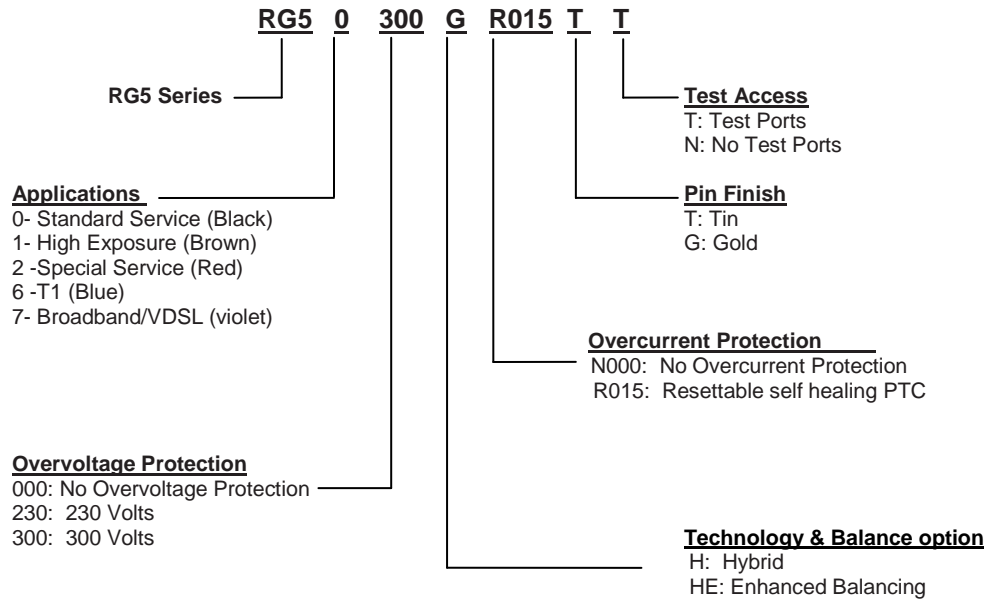 RG5 0 300 G R015 T T
RG5 Series
Test Access
T: Test Ports
N: No Test Ports
Applications
0- Standard Service (Black)
1- High Exposure (Brown)
2 -Special Service (Red)
6 -T1 (Blue)
7- Broadband/VDSL (violet)
Pin Finish
T: Tin
G: Gold
Overcurrent Protection
N000: No Overcurrent Protection
R015: Resettable self healing PTC
Overvoltage Protection
000: No Overvoltage Protection
230: 230 Volts
300: 300 Volts
Technology & Balance option
H: Hybrid
HE: Enhanced Balancing